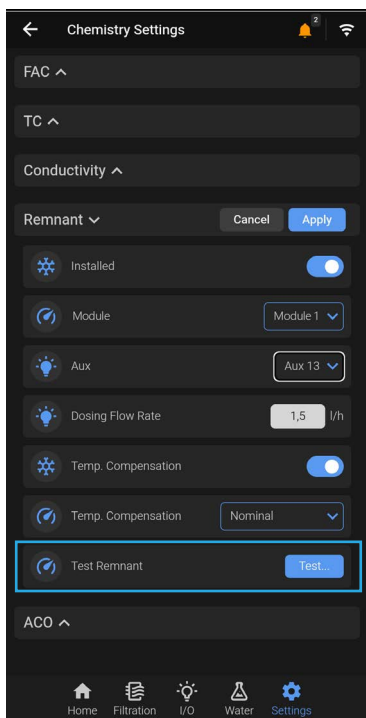 Chemistry Settings
2
FAC
TC
Conductivity
Remnant Cancel Apply
Installed
Module Module 1
Aux Aux 13
Dosing Flow Rate 1,5 l/h
Temp. Compensation
Temp. Compensation Nominal
Test Remnant Test...
ACO
Home Filtration I/O Water Settings